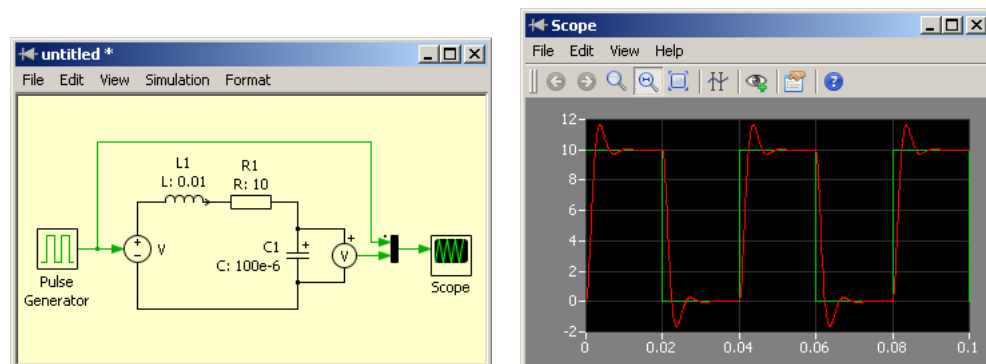 untitled *
File Edit View Simulation Format
L1
L: 0.01
R1
R: 10
+
−
V
C1
C: 100e-6
+
+
V
Pulse
Generator
Scope
Scope
File Edit View Help
12
10
8
6
4
2
0
-2
0 0.02 0.04 0.06 0.08 0.1